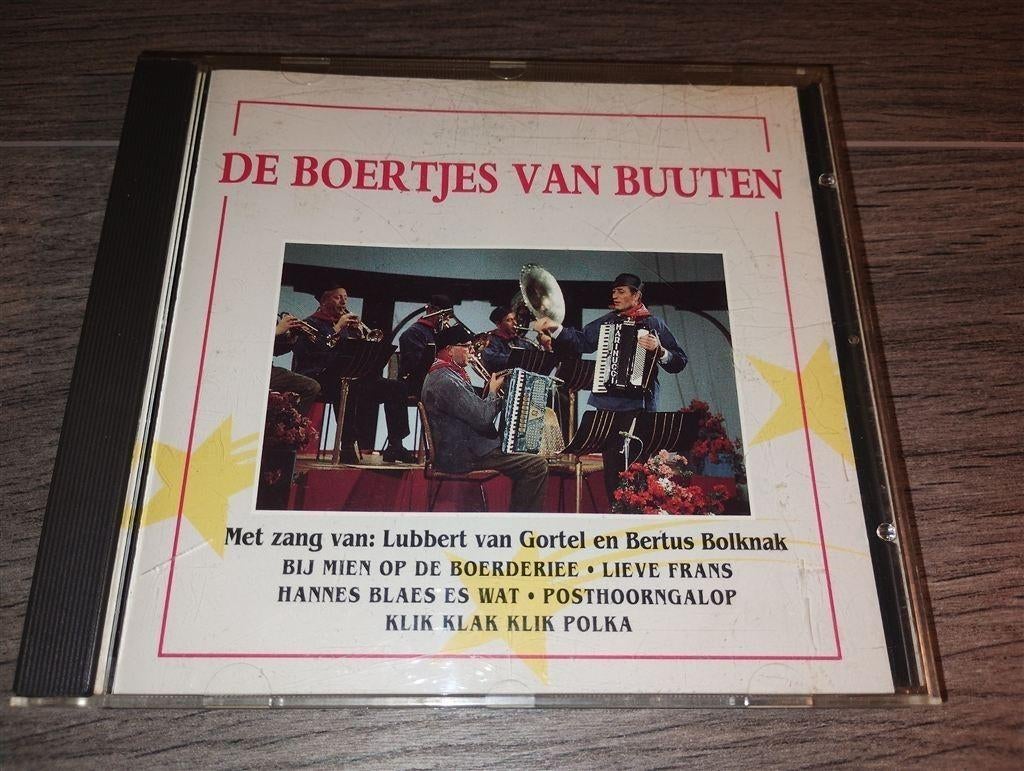 DE BOERTJES VAN BUUTEN
MARINUCCI
Met zang van: Lubbert van Gortel en Bertus Bolknak
BIJ MIEN OP DE BOERDERIEE • LIEVE FRANS
HANNES BLAES ES WAT • POSTHOORNGALOP
KLIK KLAK KLIK POLKA